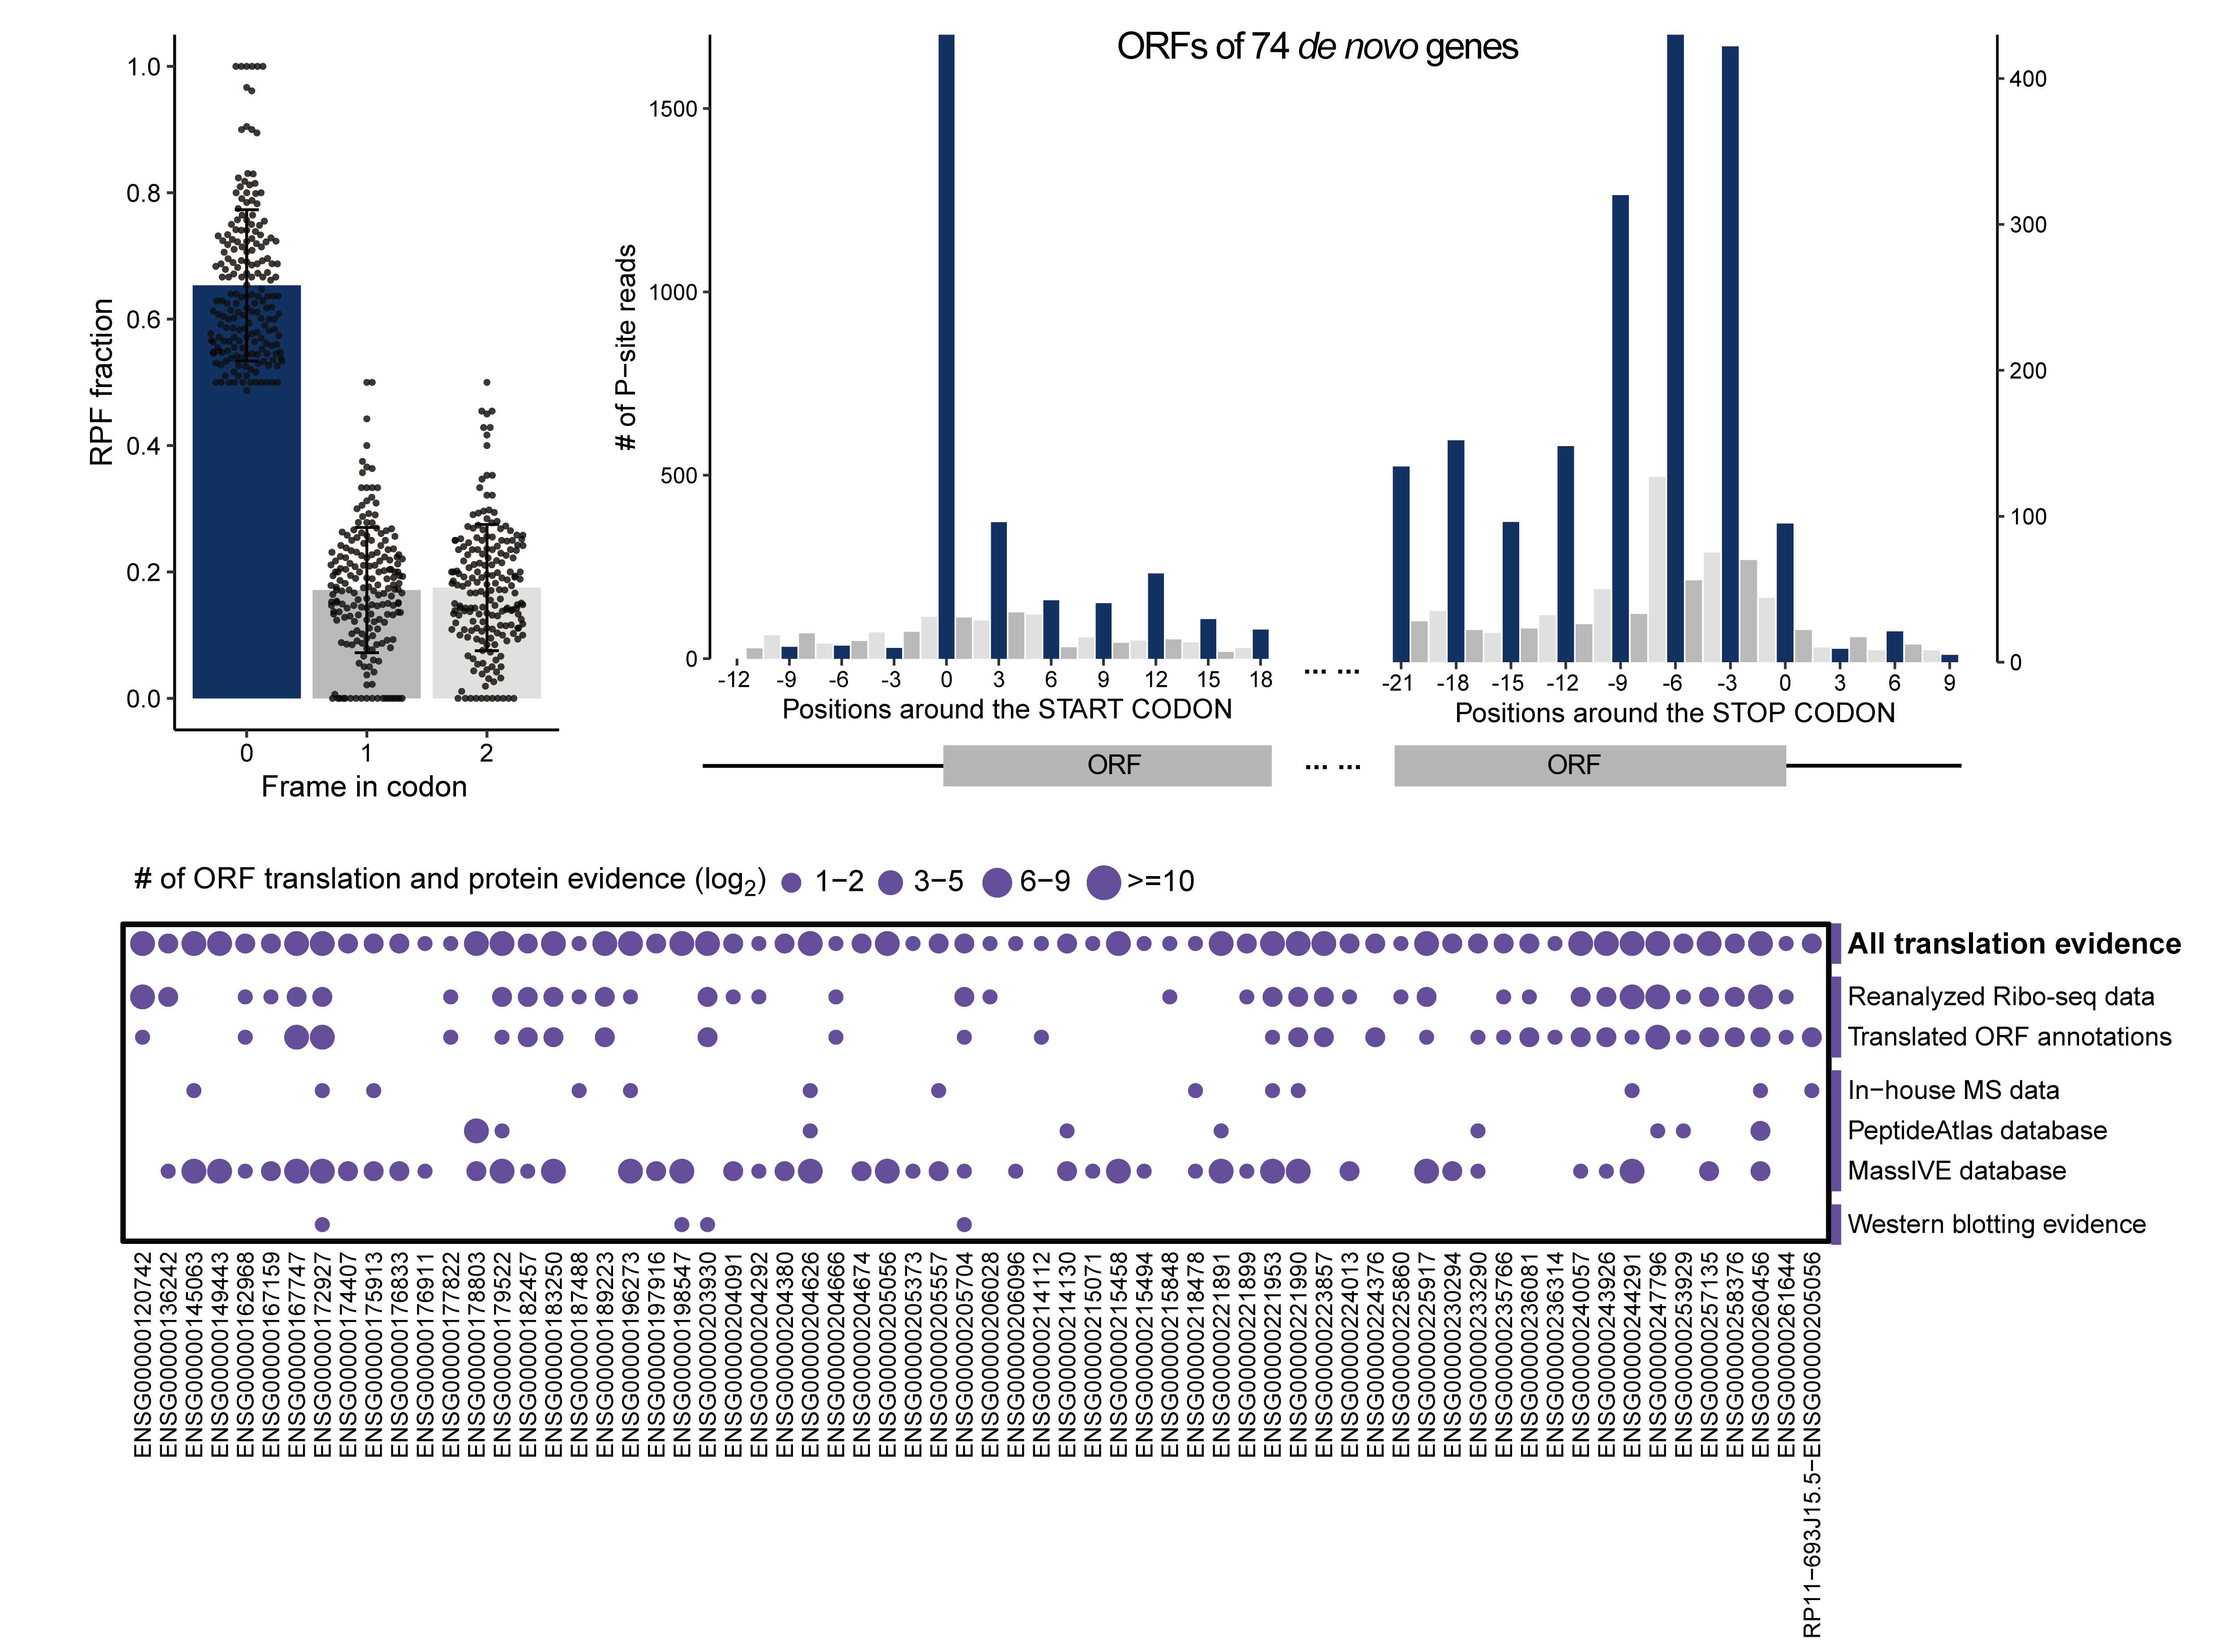 ORFs of 74 de novo genes
RPF fraction
1.0
0.8
0.6
0.4
0.2
0.0
0 1 2
Frame in codon
# of P−site reads
1500
1000
500
0
-12 -9 -6 -3 0 3 6 9 12 15 18
Positions around the START CODON
... ...
400
300
200
100
0
-21 -18 -15 -12 -9 -6 -3 0 3 6 9
Positions around the STOP CODON
ORF ... ... ORF
# of ORF translation and protein evidence (log2) 1−2 3−5 6−9 >=10
All translation evidence
Reanalyzed Ribo−seq data
Translated ORF annotations
In−house MS data
PeptideAtlas database
MassIVE database
Western blotting evidence
ENSG00000120742
ENSG00000136242
ENSG00000145063
ENSG00000149443
ENSG00000162968
ENSG00000167159
ENSG00000167747
ENSG00000172927
ENSG00000174407
ENSG00000175913
ENSG00000176833
ENSG00000176911
ENSG00000177822
ENSG00000178803
ENSG00000179522
ENSG00000182457
ENSG00000183250
ENSG00000187488
ENSG00000189223
ENSG00000196273
ENSG00000197916
ENSG00000198547
ENSG00000203930
ENSG00000204091
ENSG00000204292
ENSG00000204380
ENSG00000204626
ENSG00000204666
ENSG00000204674
ENSG00000205056
ENSG00000205373
ENSG00000205557
ENSG00000205704
ENSG00000206028
ENSG00000206096
ENSG00000214112
ENSG00000214130
ENSG00000215071
ENSG00000215458
ENSG00000215494
ENSG00000215848
ENSG00000218478
ENSG00000221891
ENSG00000221899
ENSG00000221953
ENSG00000221990
ENSG00000223857
ENSG00000224013
ENSG00000224376
ENSG00000225860
ENSG00000225917
ENSG00000230294
ENSG00000233290
ENSG00000235766
ENSG00000236081
ENSG00000236314
ENSG00000240057
ENSG00000243926
ENSG00000244291
ENSG00000247796
ENSG00000253929
ENSG00000257135
ENSG00000258376
ENSG00000260456
ENSG00000261644
RP11−693J15.5−ENSG00000205056